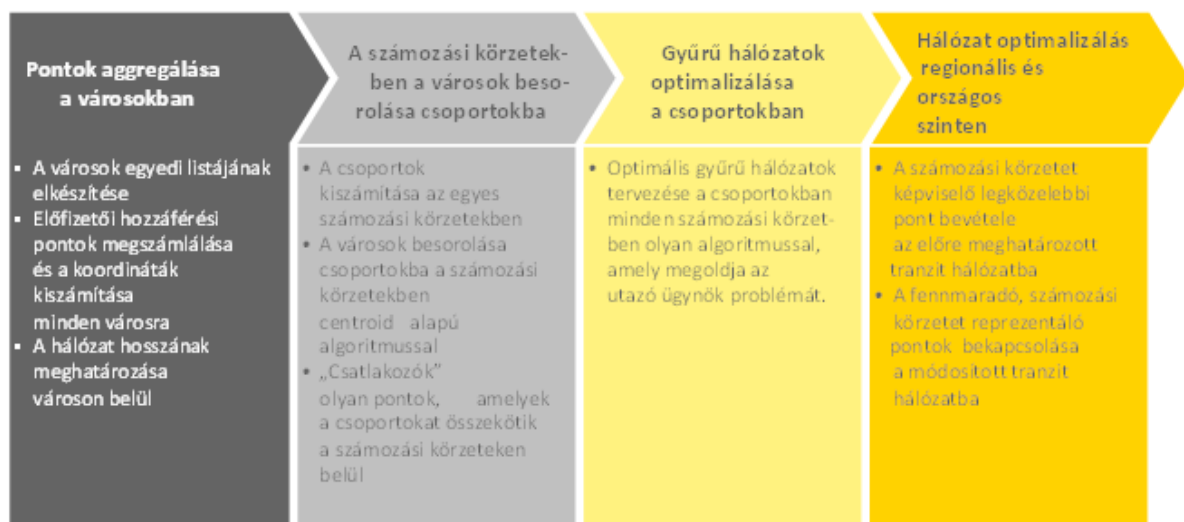 Pontok aggregálása
a városokban
▪ A városok egyedi listájának
elkészítése
▪ Előfizetői hozzáférési
pontok megszámlálása
és a koordináták
kiszámítása
minden városra
▪ A hálózat hosszának
meghatározása
városon belül
A számozási körzetek-
ben a városok beso-
rolása csoportokba
• A csoportok
kiszámítása az egyes
számozási körzetekben
• A városok besorolása
csoportokba a számozási
körzetekben
centroid alapú
algoritmussal
• „Csatlakozók”
olyan pontok, amelyek
a csoportokat összekötik
a számozási körzeteken
belül
Gyűrű hálózatok
optimalizálása
a csoportokban
• Optimális gyűrű hálózatok
tervezése a csoportokban
minden számozási körzet-
ben olyan algoritmussal,
amely megoldja az
utazó ügynök problémát.
Hálózat optimalizálás
regionális és
országos
szinten
• A számozási körzetet
képviselő legközelebbi
pont bevétele
az előre meghatározott
tranzit hálózatba
• A fennmaradó, számozási
körzetet reprezentáló
pontok bekapcsolása
a módosított tranzit
hálózatba